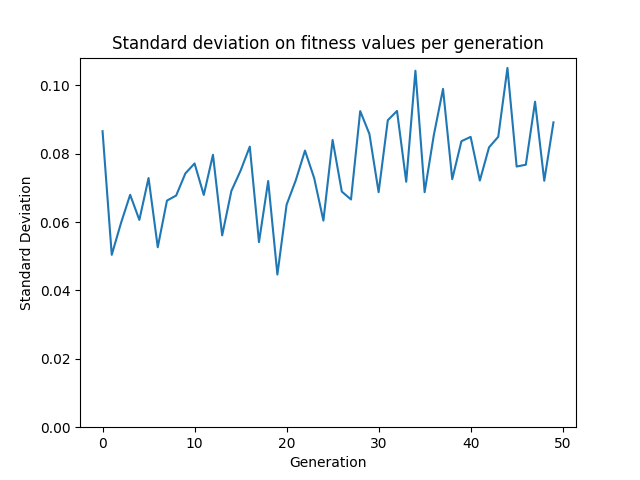 Standard deviation on fitness values per generation
0.10
0.08
0.06
0.04
0.02
0.00
Standard Deviation
0 10 20 30 40 50
Generation